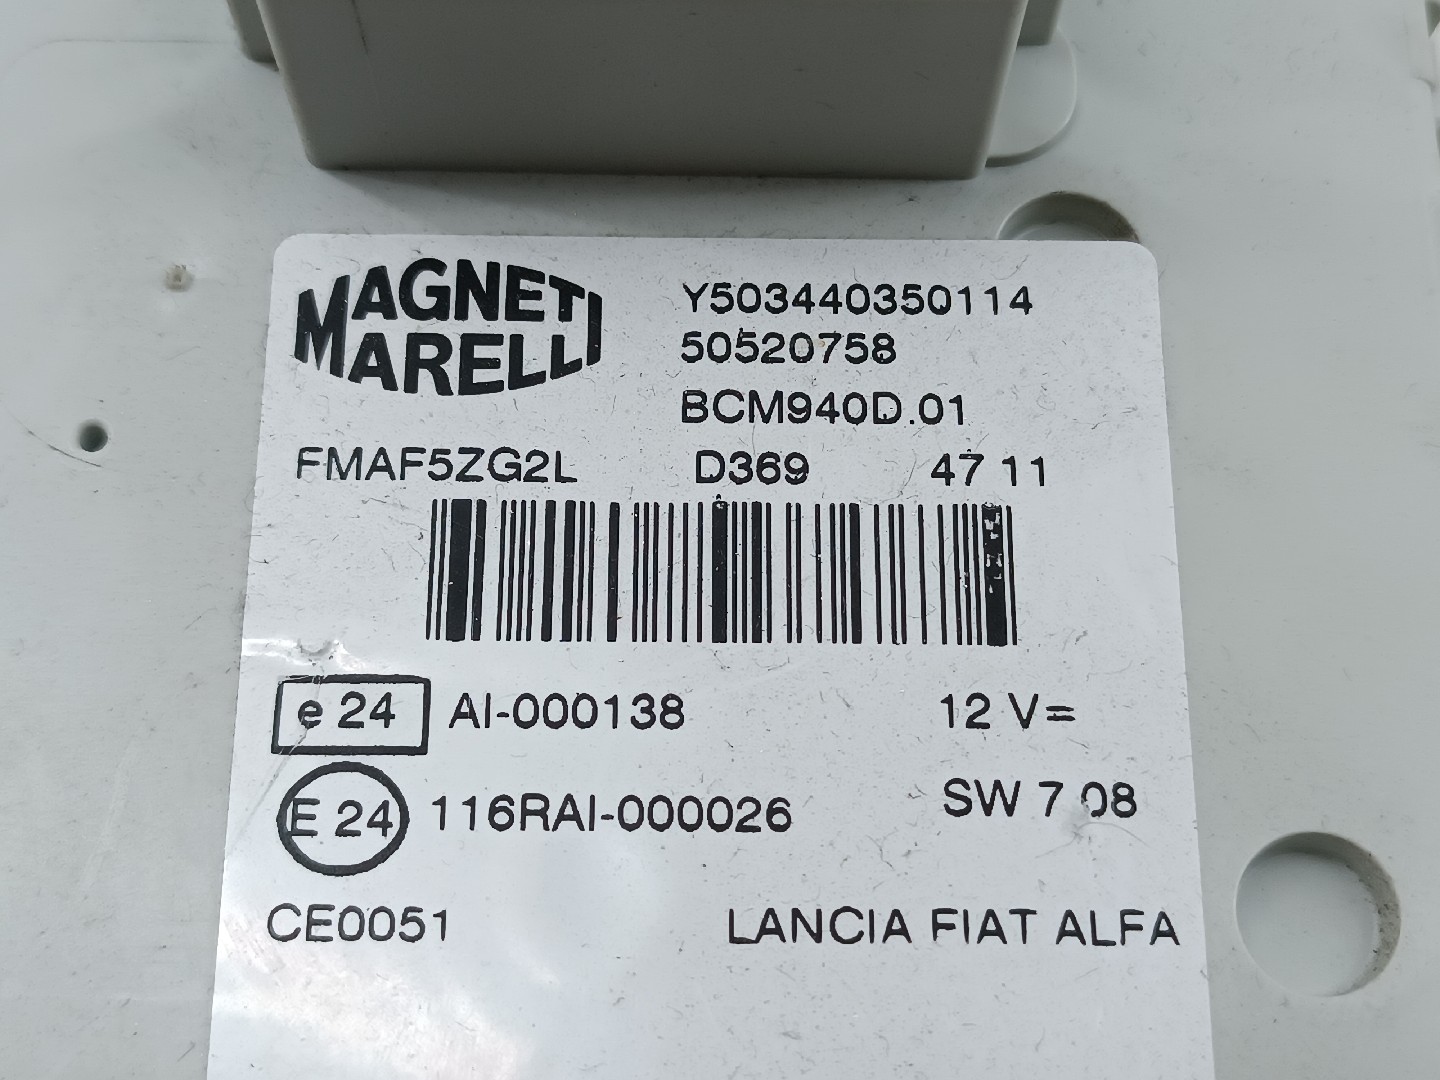 MAGNETI
MARELLI
Y503440350114
50520758
BCM940D.01
FMAF5ZG2L D369 47 11
e 24 AI-000138 12 V=
E 24 116RAI-000026 SW 7 08
CE0051 LANCIA FIAT ALFA